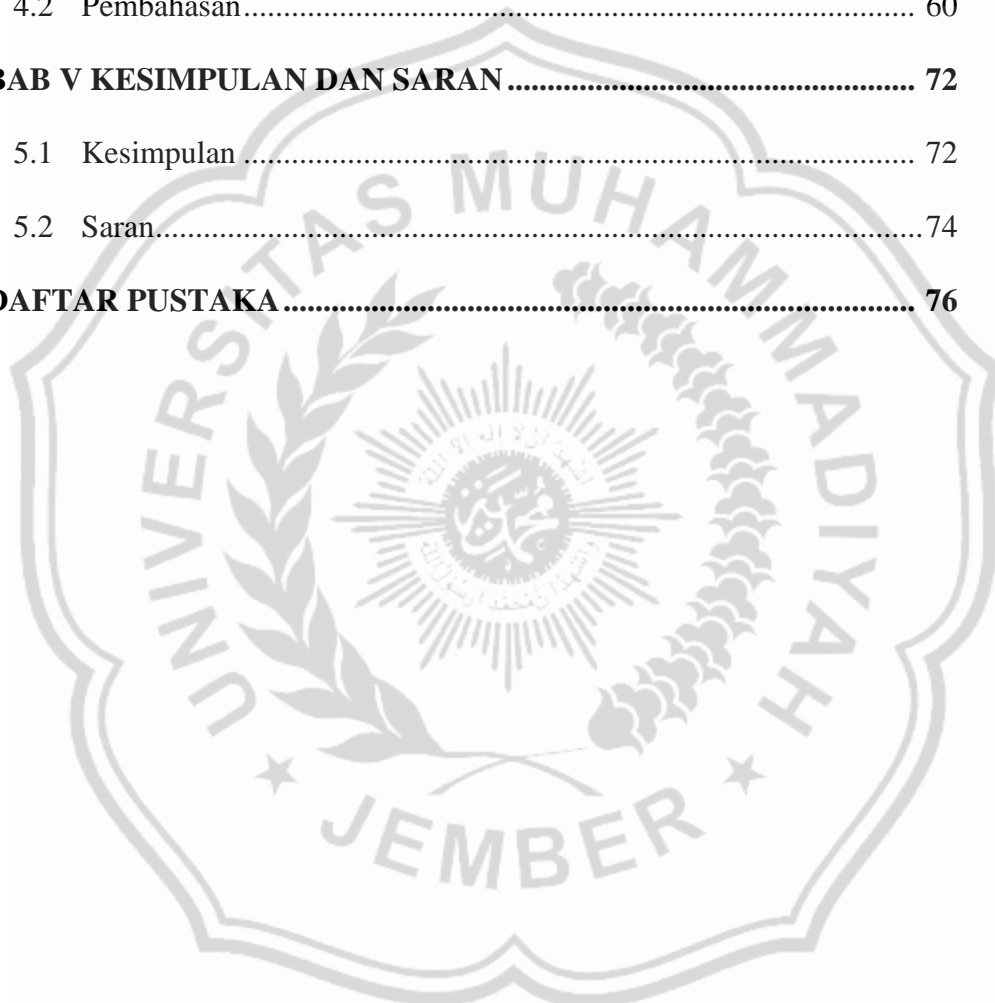 4.2 Pembahasan 60
BAB V KESIMPULAN DAN SARAN 72
5.1 Kesimpulan 72
5.2 Saran 74
DAFTAR PUSTAKA 76
UNIVERSITAS MUHAMMADIYAH
JEMBER